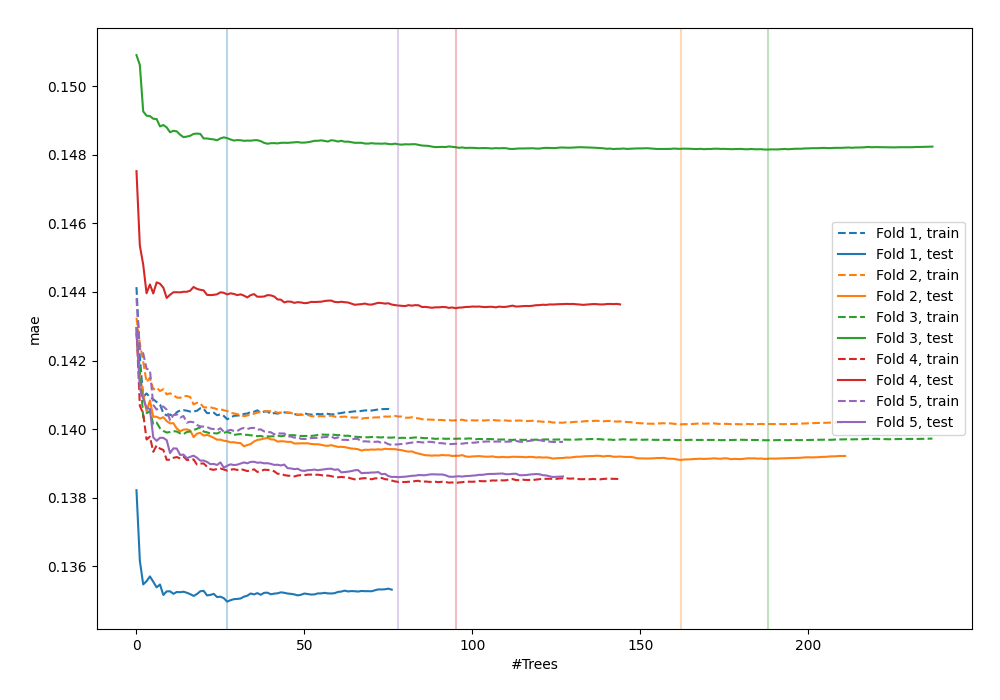 0.150
0.148
0.146
0.144
0.142
0.140
0.138
0.136
mae
0
50
100
150
200
#Trees
Fold 1, train
Fold 1, test
Fold 2, train
Fold 2, test
Fold 3, train
Fold 3, test
Fold 4, train
Fold 4, test
Fold 5, train
Fold 5, test